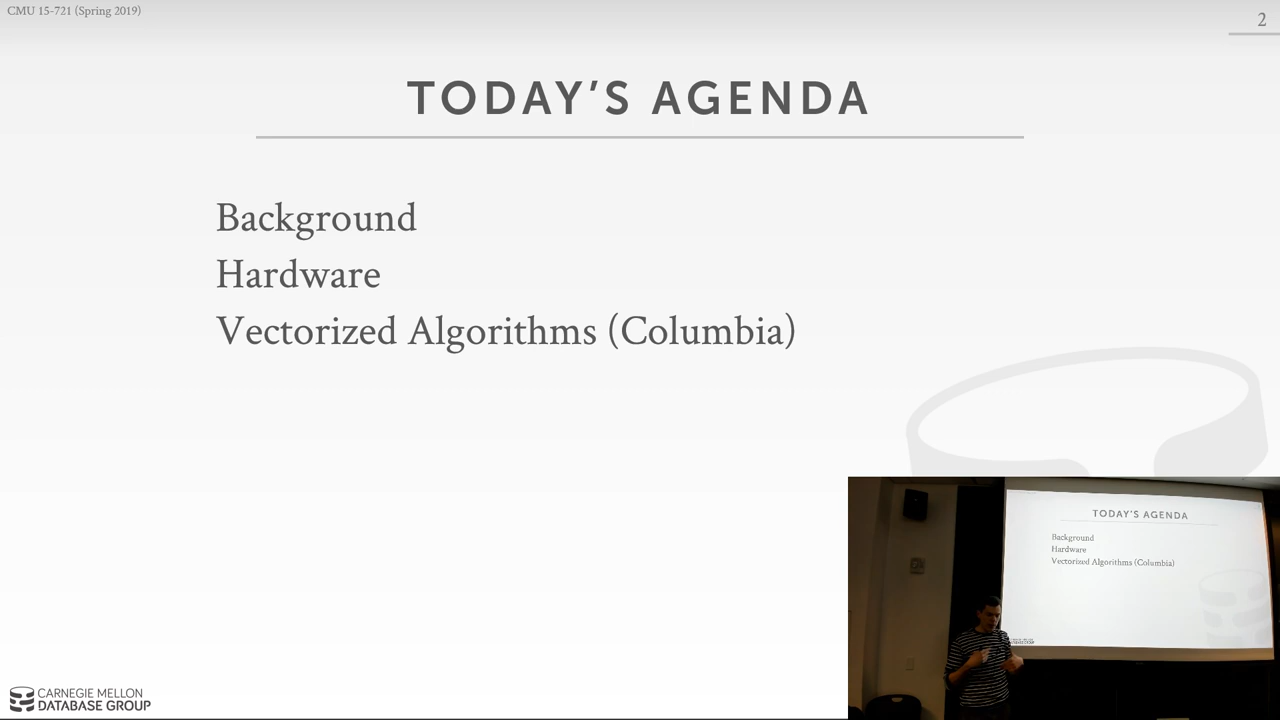 CMU 15-721 (Spring 2019)
2
TODAY'S AGENDA
Background
Hardware
Vectorized Algorithms (Columbia)
TODAY'S AGENDA
Background
Hardware
Vectorized Algorithms (Columbia)
CARNEGIE MELLON
DATABASE GROUP